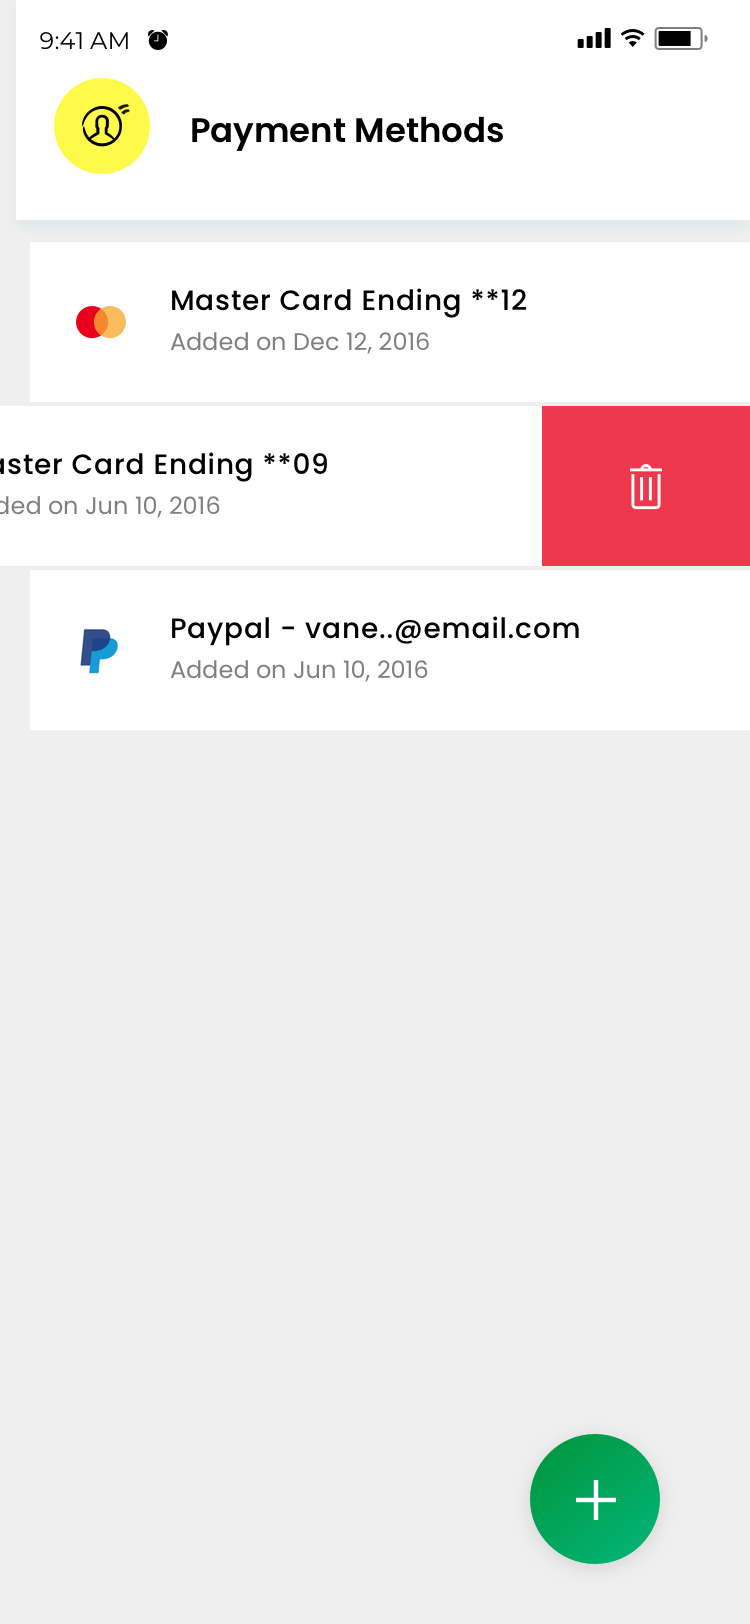 9:41 AM
Payment Methods
Master Card Ending **12
Added on Dec 12, 2016
aster Card Ending **09
ded on Jun 10, 2016
Paypal - vane..@email.com
Added on Jun 10, 2016